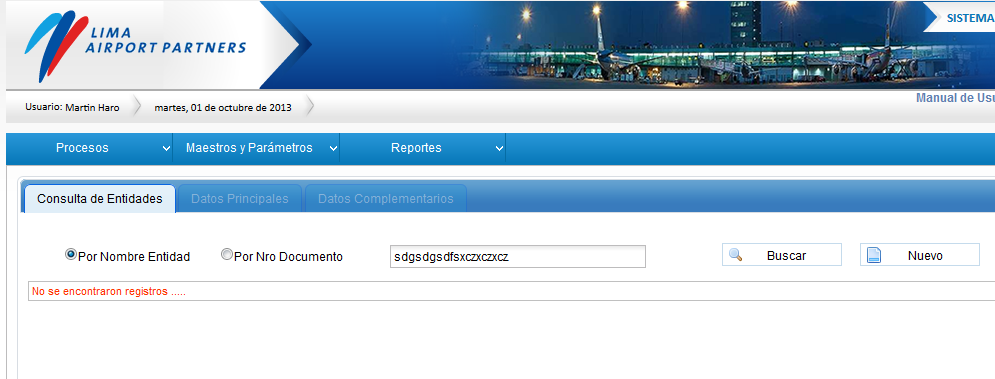 LIMA
AIRPORT PARTNERS
SISTEMA
Usuario: Martin Haro
martes, 01 de octubre de 2013
Manual de Usu
Procesos
Maestros y Parámetros
Reportes
Consulta de Entidades
Datos Principales
Datos Complementarios
Por Nombre Entidad
Por Nro Documento
sdgsdgsdfsxczxczxcz
Buscar
Nuevo
No se encontraron registros .....